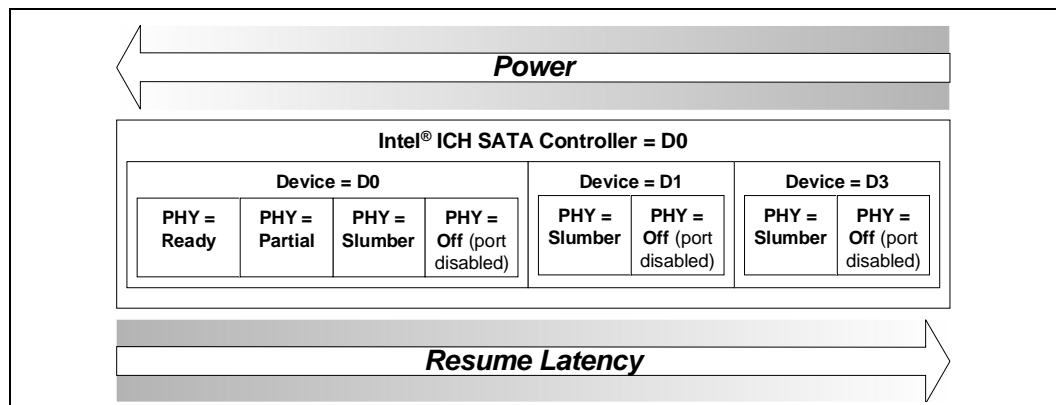 Power
Intel® ICH SATA Controller = D0
Device = D0
PHY =
Ready
PHY =
Partial
PHY =
Slumber
PHY =
Off (port
disabled)
Device = D1
PHY =
Slumber
PHY =
Off (port
disabled)
Device = D3
PHY =
Slumber
PHY =
Off (port
disabled)
Resume Latency